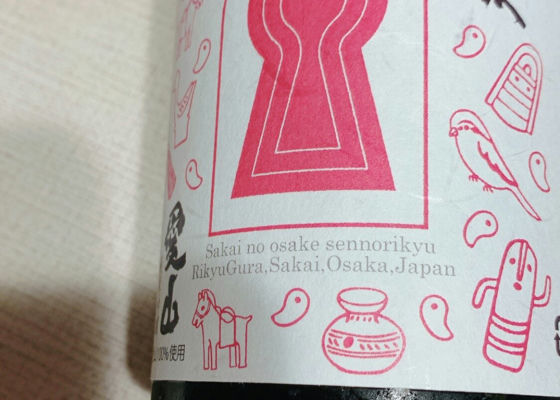 Sakai no osake sennorikyu
RikyuGura,Sakai,Osaka,Japan
愛山
100%使用